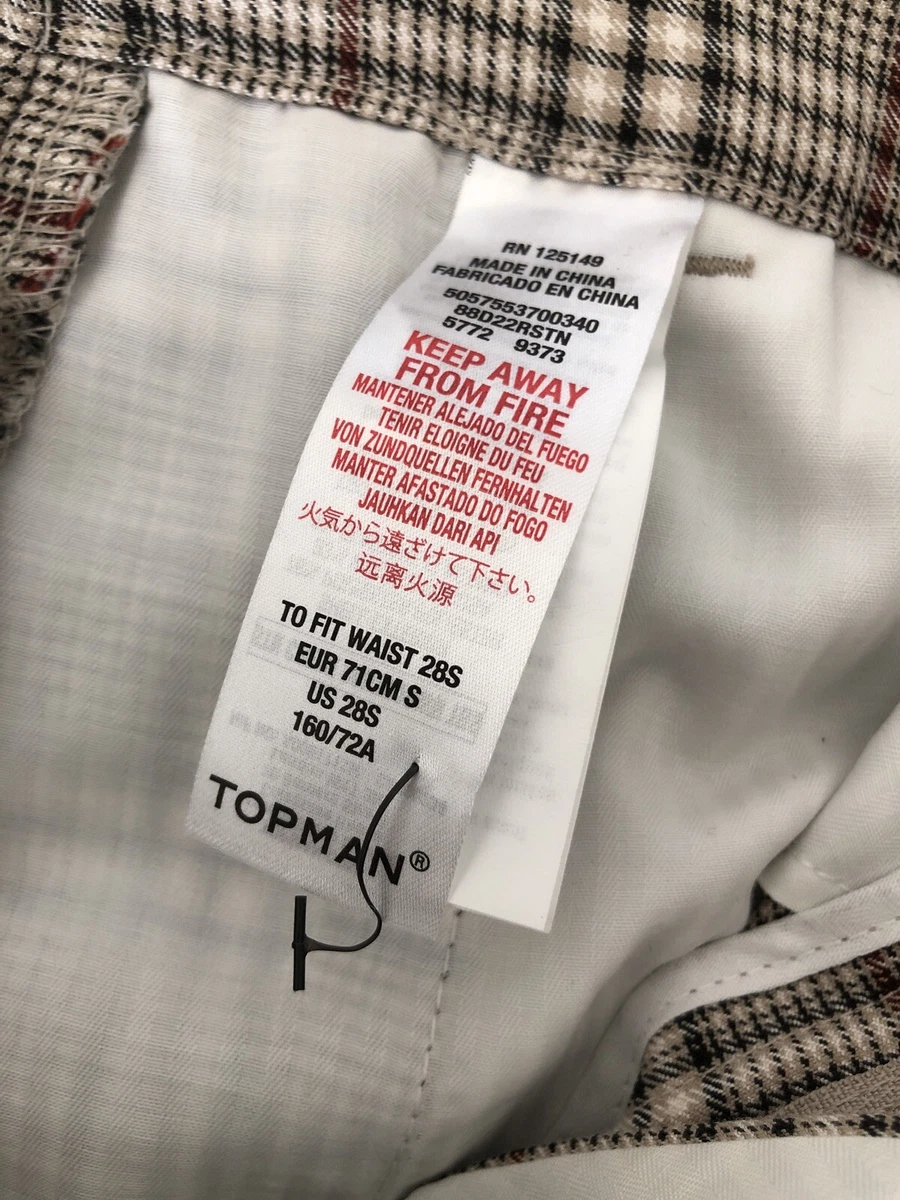 RN 125149
MADE IN CHINA
FABRICADO EN CHINA
5057553700340
88D22RSTN
5772 9373
KEEP AWAY
FROM FIRE
MANTENER ALEJADO DEL FUEGO
TENIR ELOIGNE DU FEU
VON ZUNDQUELLEN FERNHALTEN
MANTER AFASTADO DO FOGO
JAUHKAN DARI API
火気から遠ざけて下さい。
远离火源
TO FIT WAIST 28S
EUR 71CM S
US 28S
160/72A
TOPMAN®